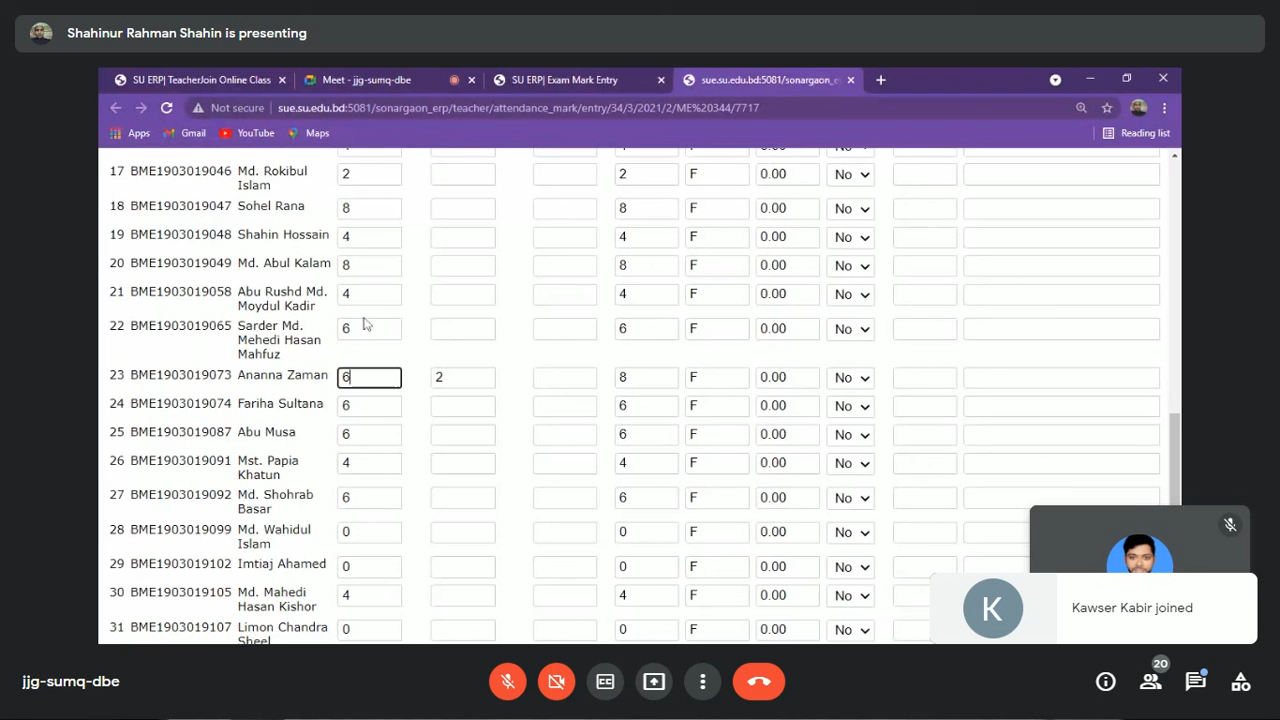 Shahinur Rahman Shahin is presenting
SU ERP| TeacherJoin Online Class
Meet - jjg-sumq-dbe
SU ERP| Exam Mark Entry
sue.su.edu.bd:5081/sonargaon_e
Not secure
sue.su.edu.bd:5081/sonargaon_erp/teacher/attendance_mark/entry/34/3/2021/2/ME%20344/7717
Apps Gmail YouTube Maps Reading list
17 BME1903019046 Md. Rokibul 2 2 F 0.00 No
Islam
18 BME1903019047 Sohel Rana 8 8 F 0.00 No
19 BME1903019048 Shahin Hossain 4 4 F 0.00 No
20 BME1903019049 Md. Abul Kalam 8 8 F 0.00 No
21 BME1903019058 Abu Rushd Md. 4 4 F 0.00 No
Moydul Kadir
22 BME1903019065 Sarder Md. 6 6 F 0.00 No
Mehedi Hasan
Mahfuz
23 BME1903019073 Ananna Zaman 6 2 8 F 0.00 No
24 BME1903019074 Fariha Sultana 6 6 F 0.00 No
25 BME1903019087 Abu Musa 6 6 F 0.00 No
26 BME1903019091 Mst. Papia 4 4 F 0.00 No
Khatun
27 BME1903019092 Md. Shohrab 6 6 F 0.00 No
Basar
28 BME1903019099 Md. Wahidul 0 0 F 0.00 No
Islam
29 BME1903019102 Imtiaj Ahamed 0 0 F 0.00 No
30 BME1903019105 Md. Mahedi 4 4 F 0.00 No
Hasan Kishor
31 BME1903019107 Limon Chandra 0 0 F 0.00 No
Sheel
K
Kawser Kabir joined
jjg-sumq-dbe
20